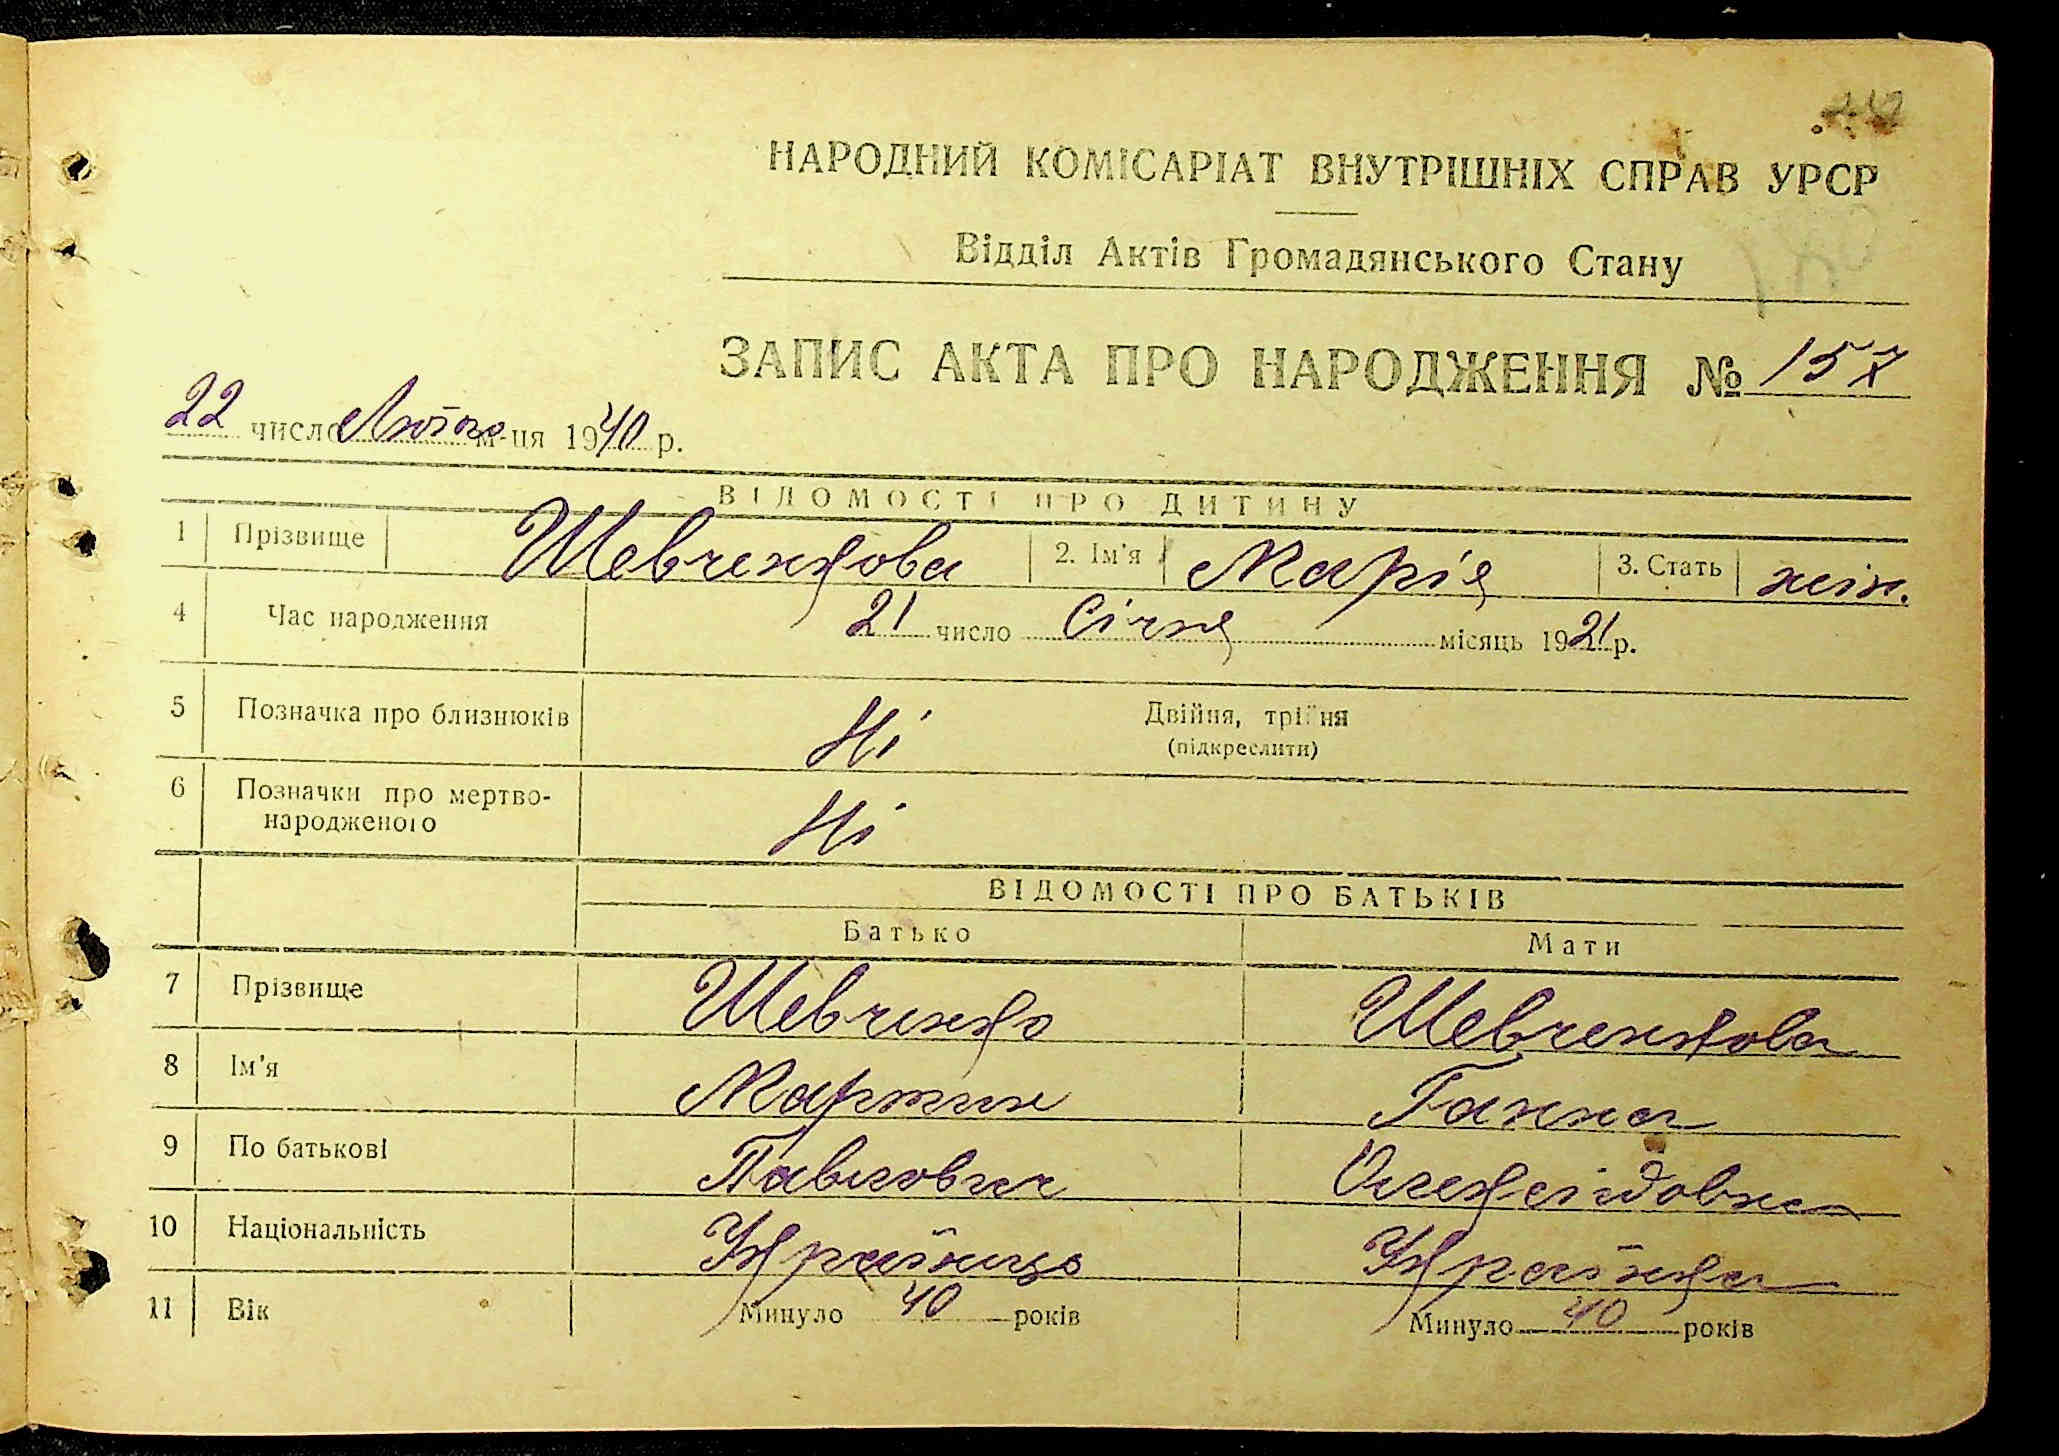 НАРОДНИЙ КОМІСАРІАТ ВНУТРІШНІХ СПРАВ УРСР
Відділ Актів Громадянського Стану
ЗАПИС АКТА ПРО НАРОДЖЕННЯ № 157
22 число Лютого м-ця 1940 р.
ВІДОМОСТІ ПРО ДИТИНУ
1 Прізвище Шевченкова 2. Ім'я Марія 3. Стать жін.
4 Час народження 21 число Січня місяць 1921 р.
5 Позначка про близнюків Ні Двійня, трійня
(підкреслити)
6 Позначки про мертво-
народженого Ні
ВІДОМОСТІ ПРО БАТЬКІВ
Батько Мати
7 Прізвище Шевченко Шевченкова
8 Ім'я Мартин Ганна
9 По батькові Павлович
10 Національність Українець Українка
11 Вік Минуло 40 років Минуло 40 років